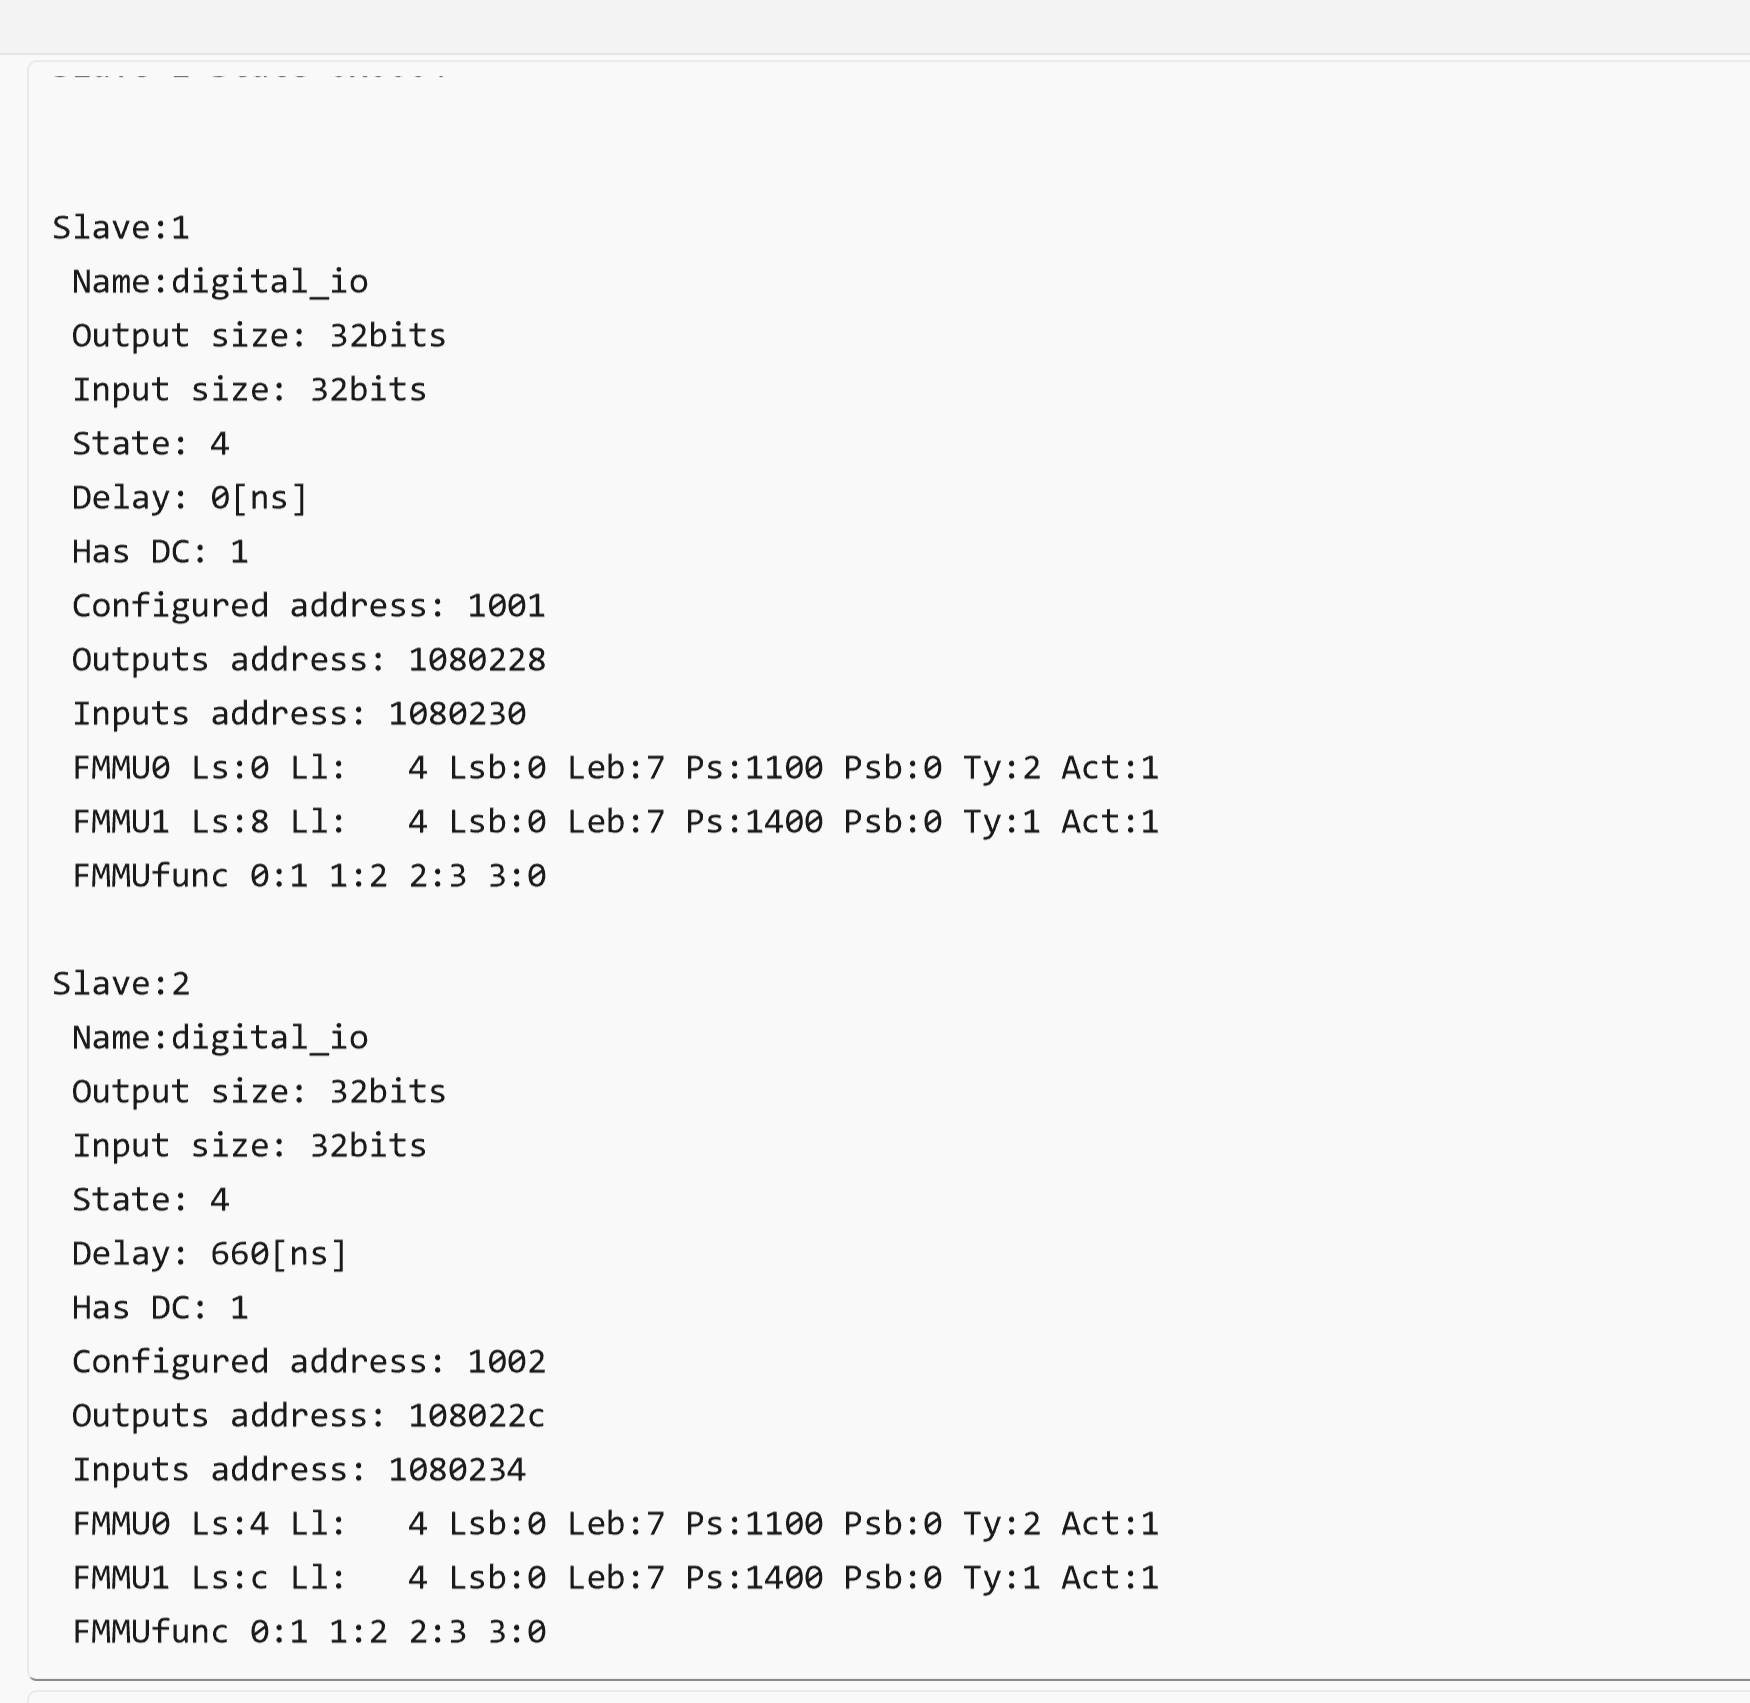 Slave:1
Name:digital_io
Output size: 32bits
Input size: 32bits
State: 4
Delay: 0[ns]
Has DC: 1
Configured address: 1001
Outputs address: 1080228
Inputs address: 1080230
FMMU0 Ls:0 Ll:   4 Lsb:0 Leb:7 Ps:1100 Psb:0 Ty:2 Act:1
FMMU1 Ls:8 Ll:   4 Lsb:0 Leb:7 Ps:1400 Psb:0 Ty:1 Act:1
FMMUfunc 0:1 1:2 2:3 3:0
Slave:2
Name:digital_io
Output size: 32bits
Input size: 32bits
State: 4
Delay: 660[ns]
Has DC: 1
Configured address: 1002
Outputs address: 108022c
Inputs address: 1080234
FMMU0 Ls:4 Ll:   4 Lsb:0 Leb:7 Ps:1100 Psb:0 Ty:2 Act:1
FMMU1 Ls:c Ll:   4 Lsb:0 Leb:7 Ps:1400 Psb:0 Ty:1 Act:1
FMMUfunc 0:1 1:2 2:3 3:0